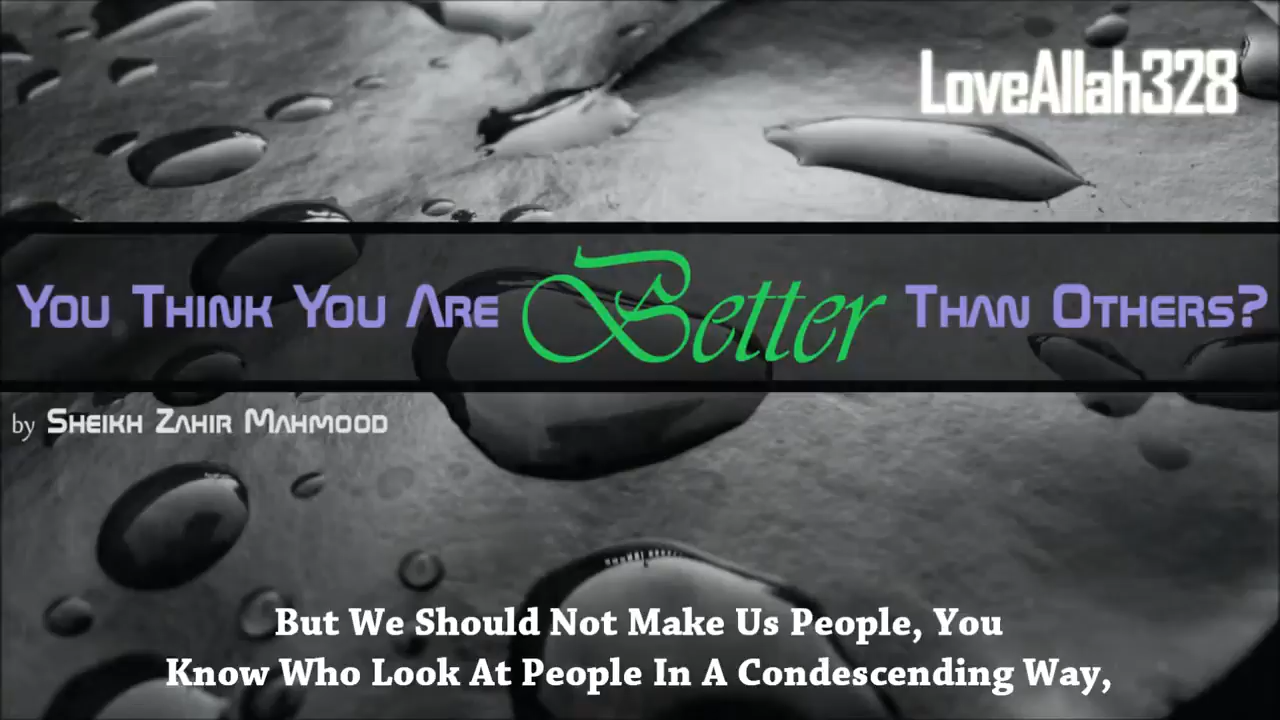 LoveAllah328
You Think You Are Better Than Others?
by Sheikh Zahir Mahmood
But We Should Not Make Us People, You
Know Who Look At People In A Condescending Way,